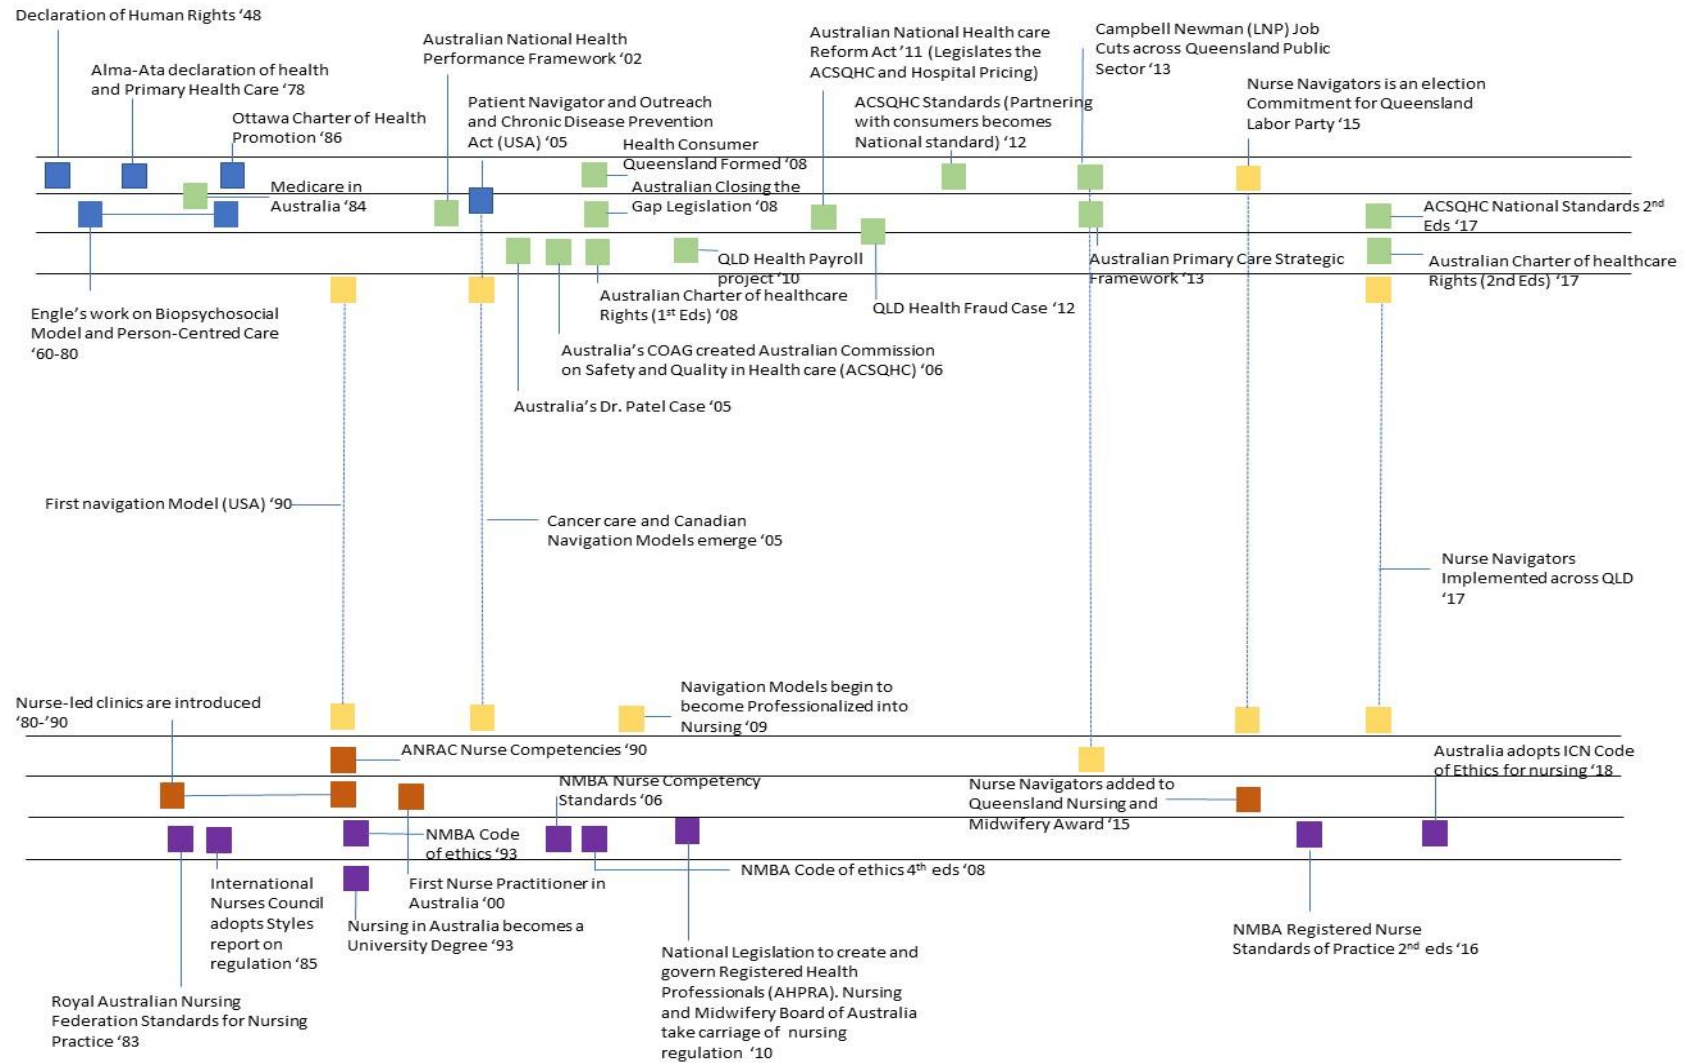 Declaration of Human Rights ‘48
Alma-Ata declaration of health
and Primary Health Care ‘78
Ottawa Charter of Health
Promotion ‘86
Medicare in
Australia ‘84
Engle’s work on Biopsychosocial
Model and Person-Centred Care
‘60-80
Australian National Health
Performance Framework ‘02
Patient Navigator and Outreach
and Chronic Disease Prevention
Act (USA) ‘05
Health Consumer
Queensland Formed ‘08
Australian Closing the
Gap Legislation ‘08
QLD Health Payroll
project ‘10
Australian Charter of healthcare
Rights (1st Eds) ‘08
Australia’s COAG created Australian Commission
on Safety and Quality in Health care (ACSQHC) ‘06
Australia’s Dr. Patel Case ‘05
Australian National Health care
Reform Act ’11 (Legislates the
ACSQHC and Hospital Pricing)
ACSQHC Standards (Partnering
with consumers becomes
National standard) ‘12
QLD Health Fraud Case ‘12
Campbell Newman (LNP) Job
Cuts across Queensland Public
Sector ‘13
Australian Primary Care Strategic
Framework ‘13
Nurse Navigators is an election
Commitment for Queensland
Labor Party ‘15
ACSQHC National Standards 2nd
Eds ‘17
Australian Charter of healthcare
Rights (2nd Eds) ‘17
First navigation Model (USA) ‘90
Cancer care and Canadian
Navigation Models emerge ‘05
Nurse Navigators
Implemented across QLD
‘17
Nurse-led clinics are introduced
‘80-’90
Navigation Models begin to
become Professionalized into
Nursing ‘09
ANRAC Nurse Competencies ‘90
NMBA Nurse Competency
Standards ‘06
Nurse Navigators added to
Queensland Nursing and
Midwifery Award ‘15
Australia adopts ICN Code
of Ethics for nursing ‘18
NMBA Code
of ethics ‘93
NMBA Code of ethics 4th eds ‘08
International
Nurses Council
adopts Styles
report on
regulation ‘85
First Nurse Practitioner in
Australia ‘00
Nursing in Australia becomes a
University Degree ‘93
NMBA Registered Nurse
Standards of Practice 2nd eds ‘16
National Legislation to create and
govern Registered Health
Professionals (AHPRA). Nursing
and Midwifery Board of Australia
take carriage of nursing
regulation ‘10
Royal Australian Nursing
Federation Standards for Nursing
Practice ‘83